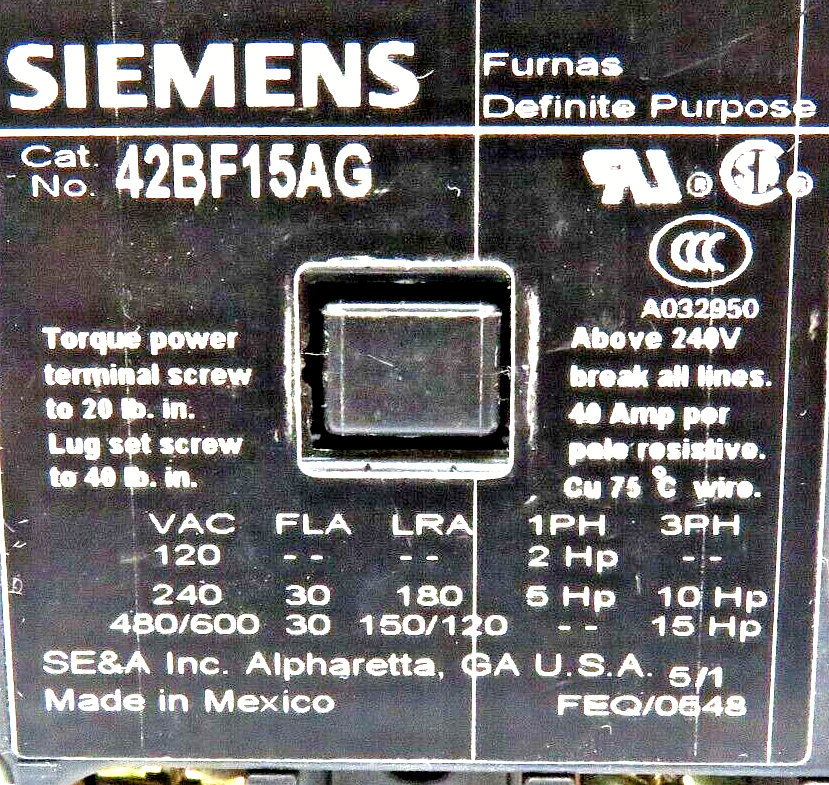 SIEMENS
Furnas
Definite Purpose
Cat. No. 42BF15AG
A032950
Torque power
terminal screw
to 20 lb. in.
Lug set screw
to 40 lb. in.
Above 240V
break all lines.
40 Amp per
pole resistive.
Cu 75 °C wire.
VAC FLA LRA 1PH 3PH
120 -- -- 2 Hp --
240 30 180 5 Hp 10 Hp
480/600 30 150/120 -- 15 Hp
SE&A Inc. Alpharetta, GA U.S.A. 5/1
Made in Mexico FEQ/0548